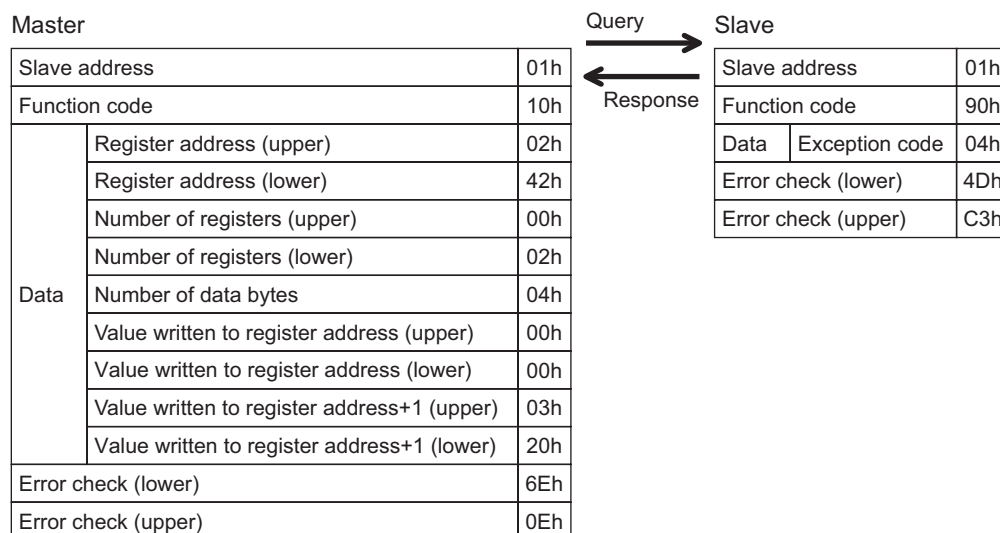 Master
Query
Slave
Response
Slave address 01h
Function code 10h
Data
Register address (upper) 02h
Register address (lower) 42h
Number of registers (upper) 00h
Number of registers (lower) 02h
Number of data bytes 04h
Value written to register address (upper) 00h
Value written to register address (lower) 00h
Value written to register address+1 (upper) 03h
Value written to register address+1 (lower) 20h
Error check (lower) 6Eh
Error check (upper) 0Eh
Slave address 01h
Function code 90h
Data Exception code 04h
Error check (lower) 4Dh
Error check (upper) C3h